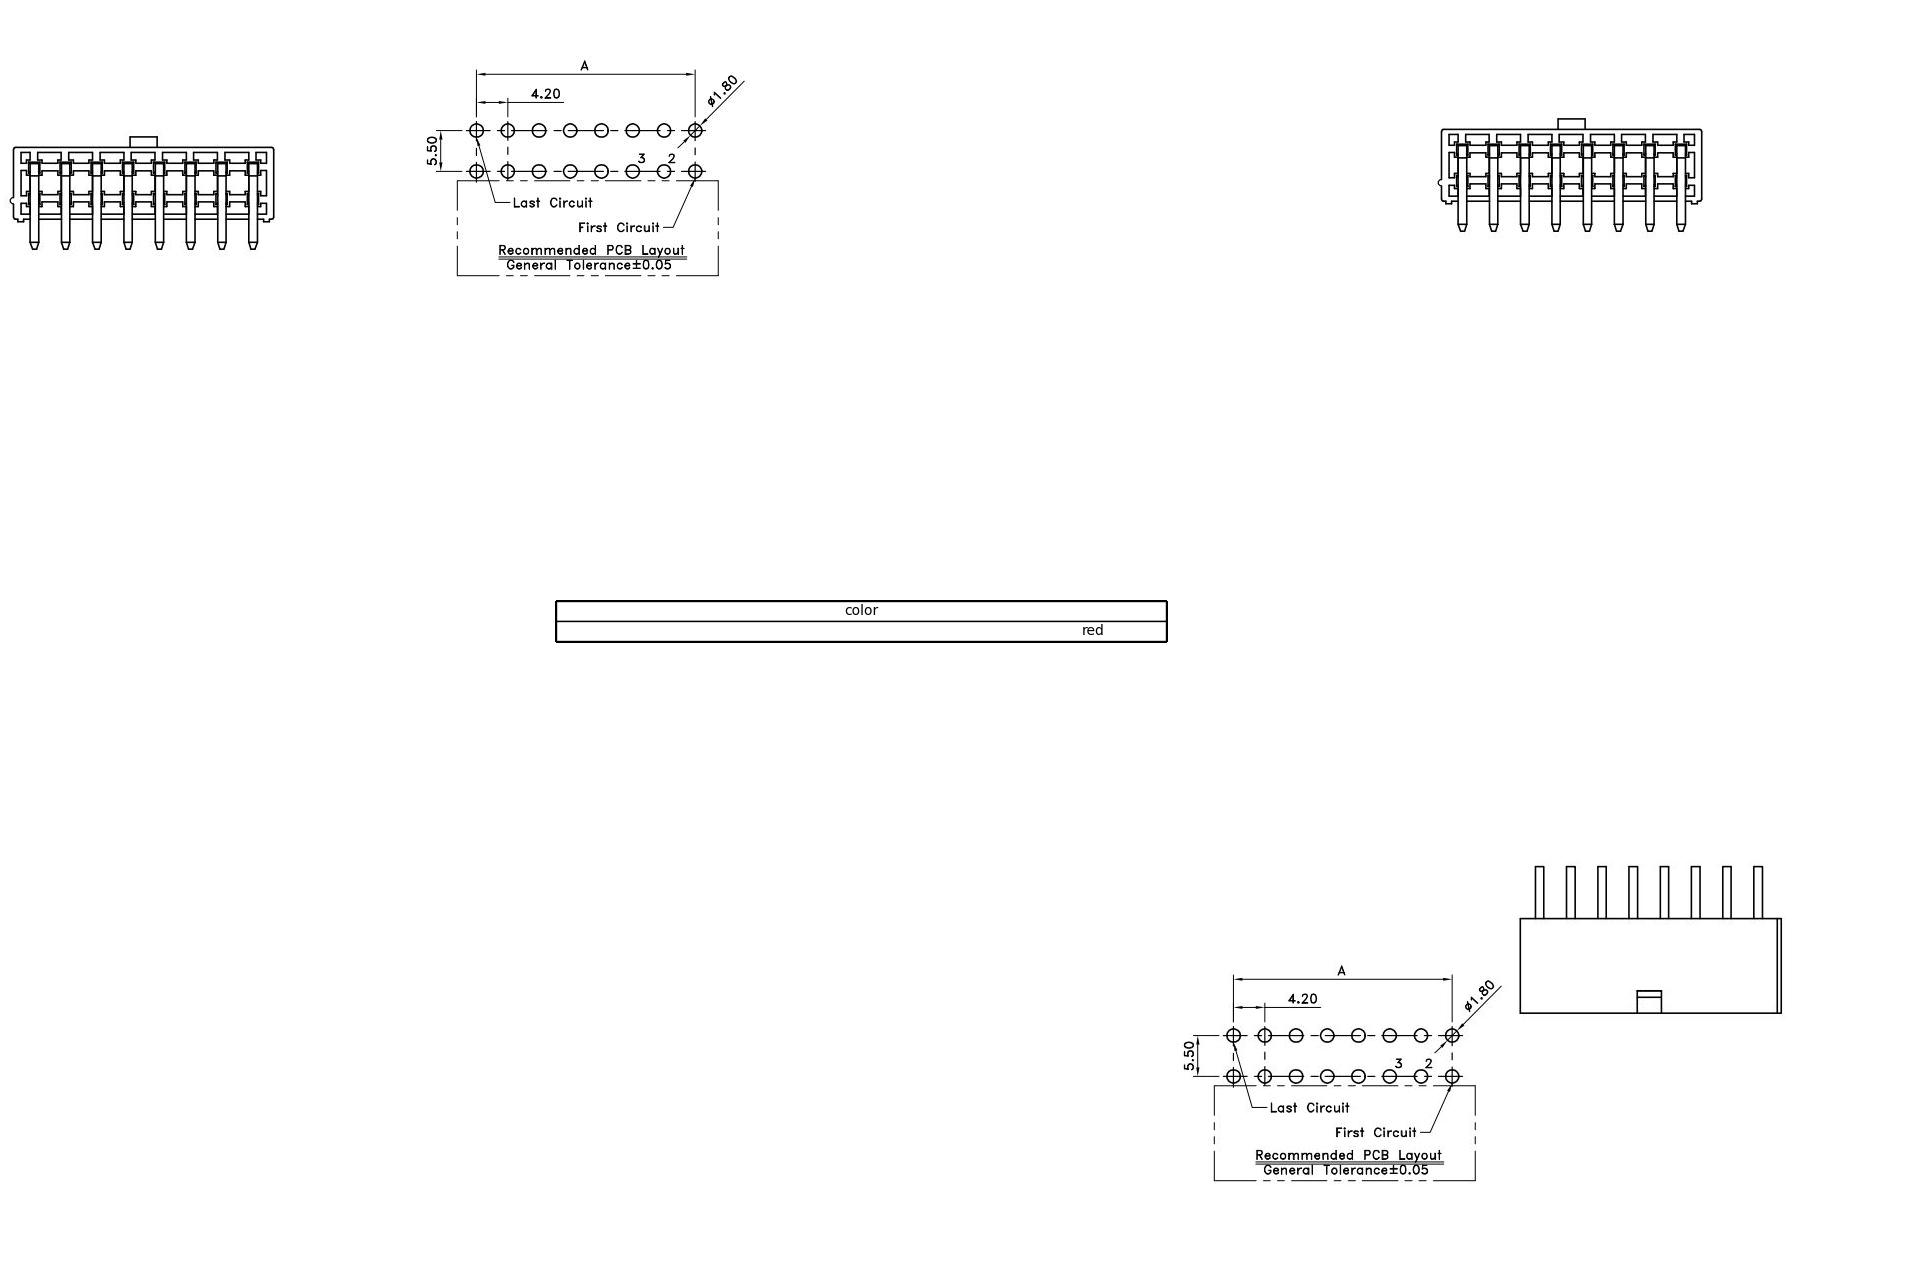 A
4.20
ø1.80
5.50
3 2
Last Circuit
First Circuit
Recommended PCB Layout
General Tolerance±0.05
color
red
A
4.20
ø1.80
5.50
3 2
Last Circuit
First Circuit
Recommended PCB Layout
General Tolerance±0.05